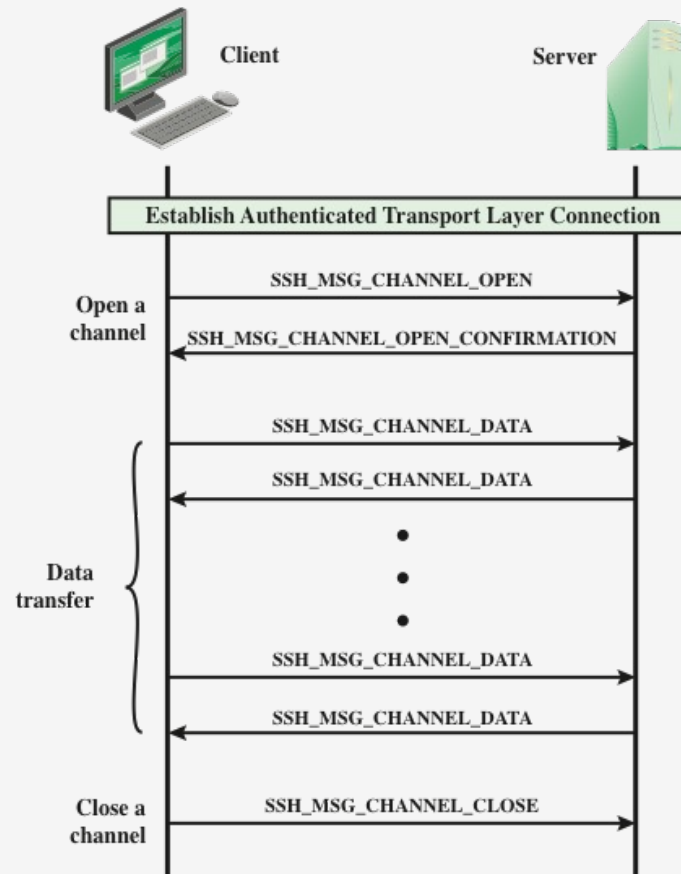 Client
Server
Establish Authenticated Transport Layer Connection
SSH_MSG_CHANNEL_OPEN
Open a
channel
SSH_MSG_CHANNEL_OPEN_CONFIRMATION
SSH_MSG_CHANNEL_DATA
SSH_MSG_CHANNEL_DATA
Data
transfer
SSH_MSG_CHANNEL_DATA
SSH_MSG_CHANNEL_DATA
Close a
channel
SSH_MSG_CHANNEL_CLOSE